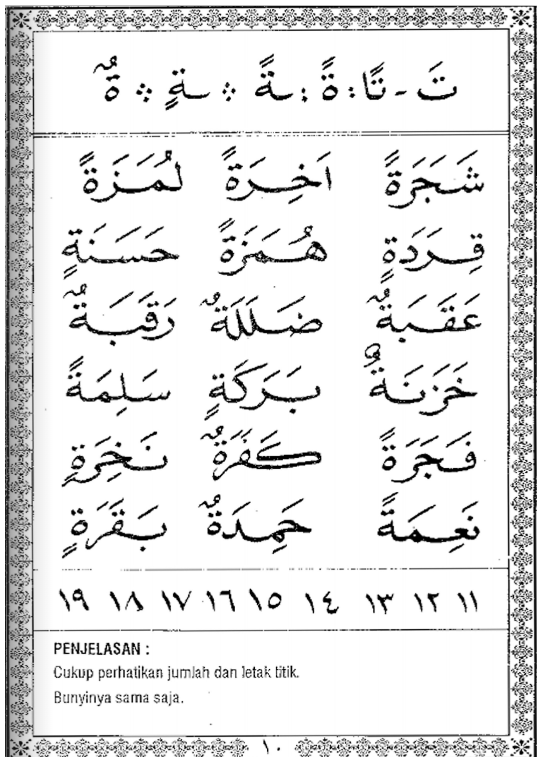 تَ - تًا : ةً : ـةً ∴ ـةٍ ∴ ةٌ
شَجَرَةً اَخِرَةً لُمَزَةً
قِرَدَةٍ هُمَزَةً حَسَنَةٍ
عَقَبَةٌ ضَلَلَةٌ رَقَبَةٌ
خَزَنَةٌ بَرَكَةٍ سَلِمَةً
فَجَرَةً كَفَرَةٌ نَخِرَةٍ
نَعِمَةً حَمِدَةٌ بَقَرَةٍ
١١ ١٢ ١٣ ١٤ ١٥ ١٦ ١٧ ١٨ ١٩
PENJELASAN :
Cukup perhatikan jumlah dan letak titik.
Bunyinya sama saja.
١٠